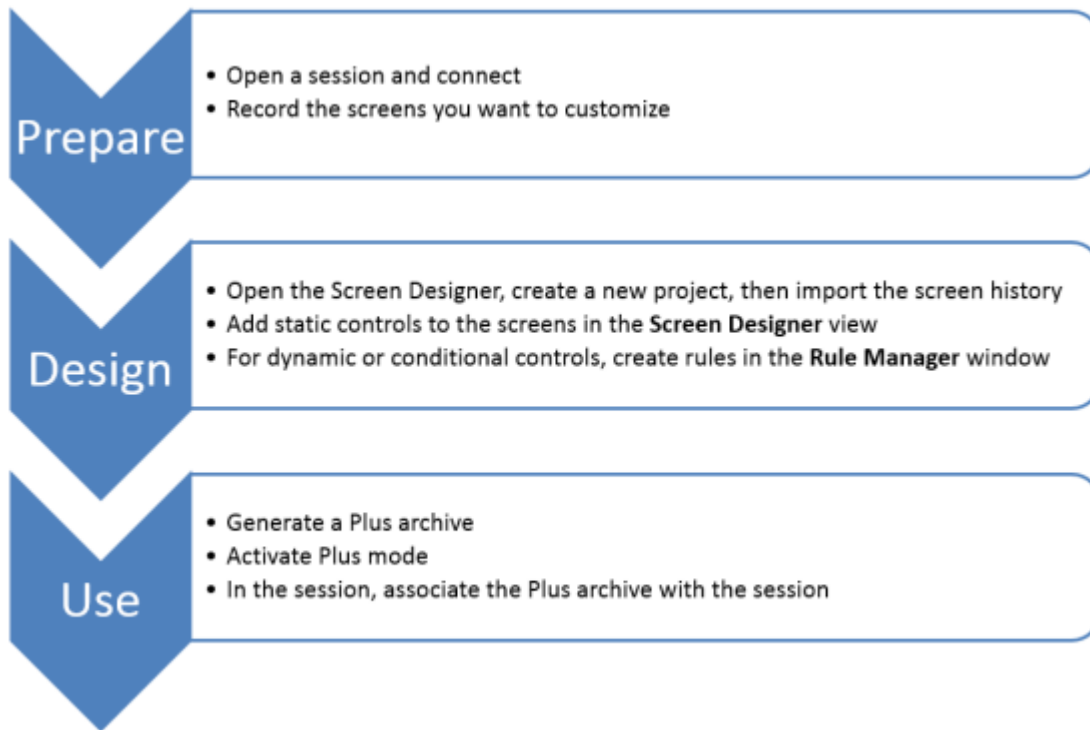 Prepare
• Open a session and connect
• Record the screens you want to customize
Design
• Open the Screen Designer, create a new project, then import the screen history
• Add static controls to the screens in the Screen Designer view
• For dynamic or conditional controls, create rules in the Rule Manager window
Use
• Generate a Plus archive
• Activate Plus mode
• In the session, associate the Plus archive with the session